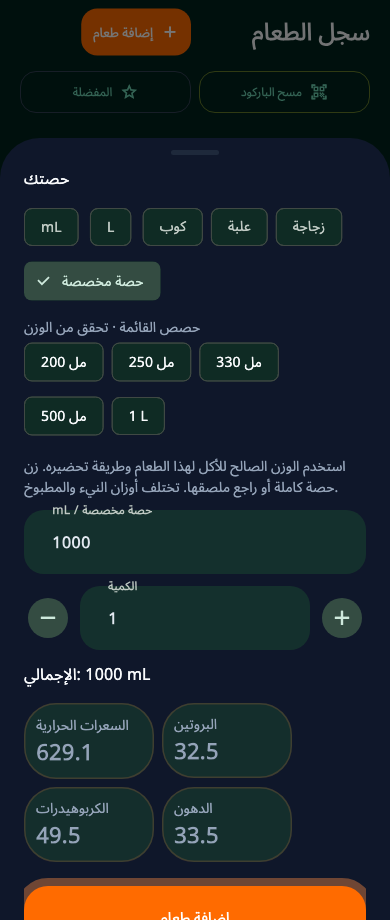 سجل الطعام
إضافة طعام
مسح الباركود
المفضلة
حصتك
mL
L
كوب
علبة
زجاجة
حصة مخصصة
حصص القائمة · تحقق من الوزن
200 مل
250 مل
330 مل
500 مل
1 L
استخدم الوزن الصالح للأكل لهذا الطعام وطريقة تحضيره. زن
حصة كاملة أو راجع ملصقها. تختلف أوزان النيء والمطبوخ.
حصة مخصصة / mL
1000
الكمية
1
الإجمالي: 1000 mL
السعرات الحرارية
629.1
البروتين
32.5
الكربوهيدرات
49.5
الدهون
33.5
إضافة طعام